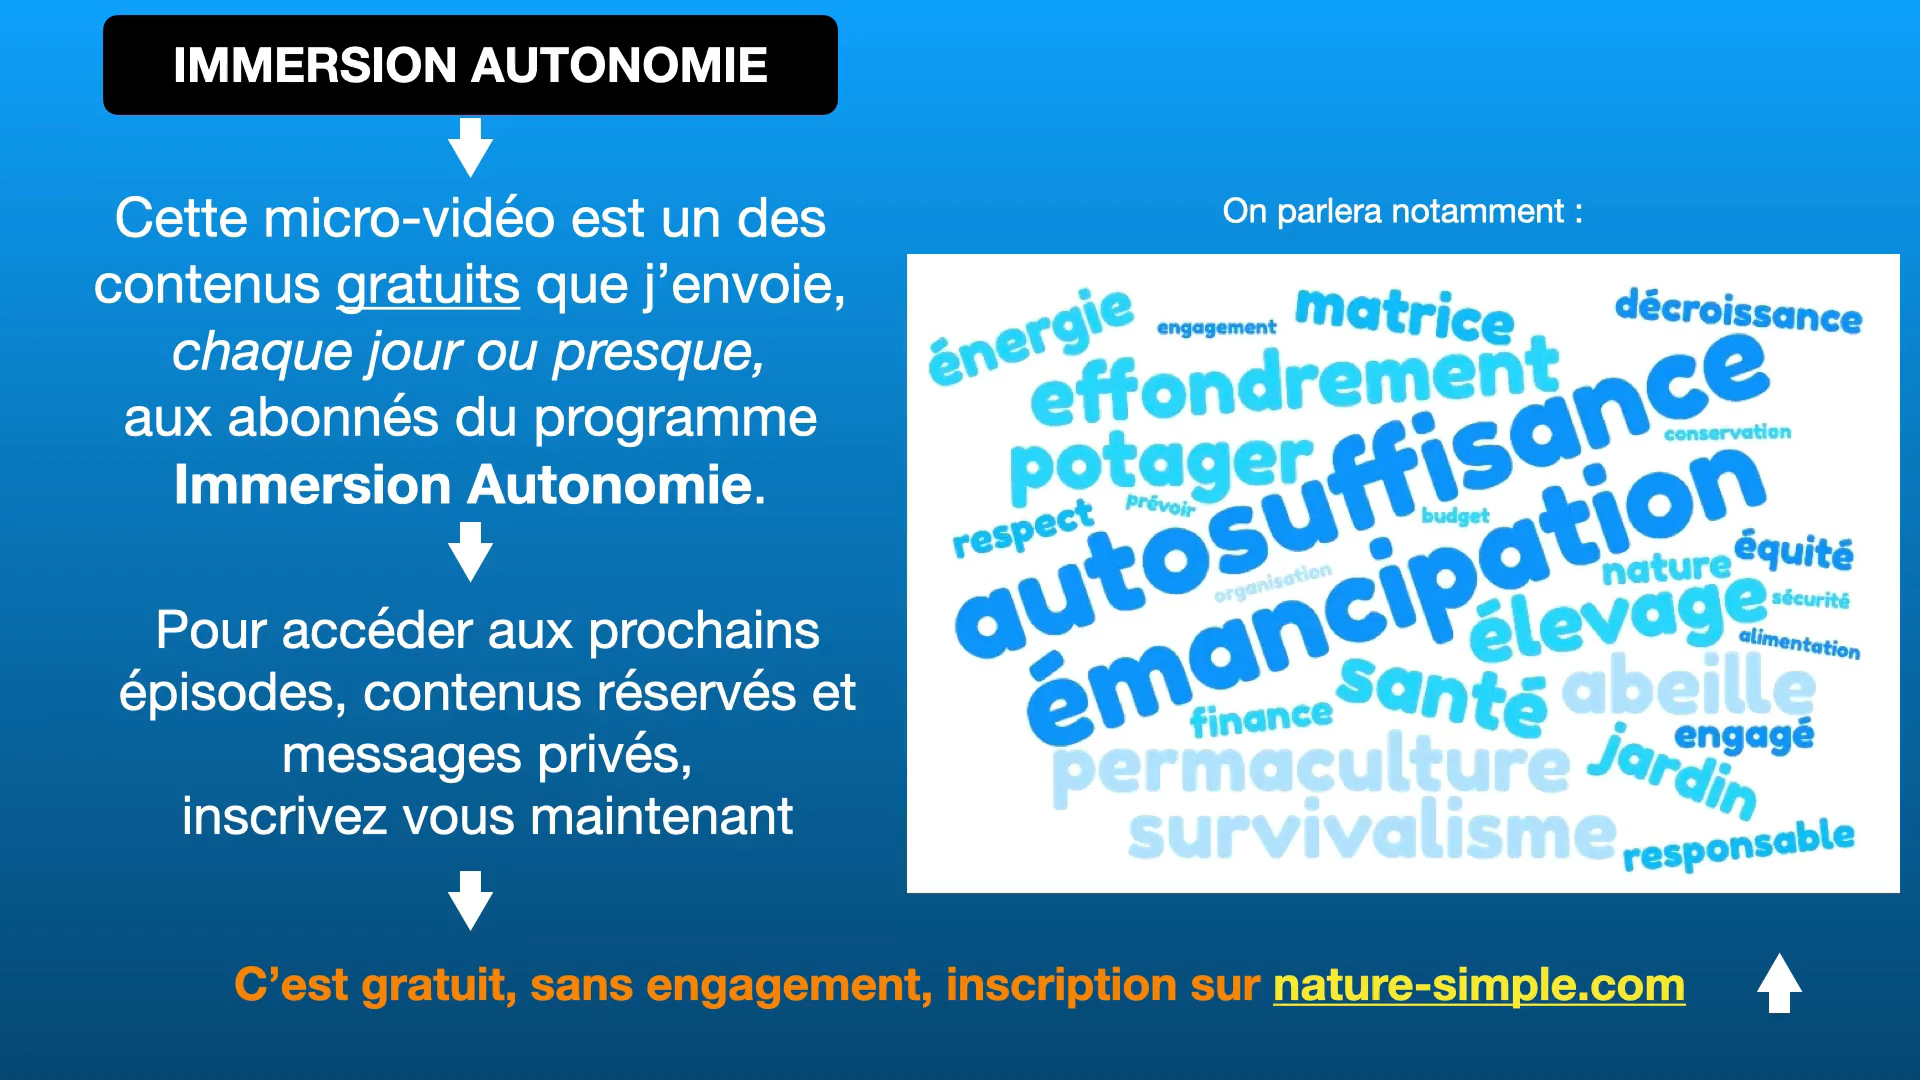 IMMERSION AUTONOMIE
Cette micro-vidéo est un des
contenus gratuits que j’envoie,
chaque jour ou presque,
aux abonnés du programme
Immersion Autonomie.
Pour accéder aux prochains
épisodes, contenus réservés et
messages privés,
inscrivez vous maintenant
On parlera notamment :
énergie
engagement
matrice
décroissance
effondrement
potager
autosuffisance
conservation
respect
prévoir
budget
organisation
émancipation
nature
équité
élevage
sécurité
alimentation
santé
abeille
finance
engagé
permaculture
jardin
survivalisme
responsable
C’est gratuit, sans engagement, inscription sur nature-simple.com